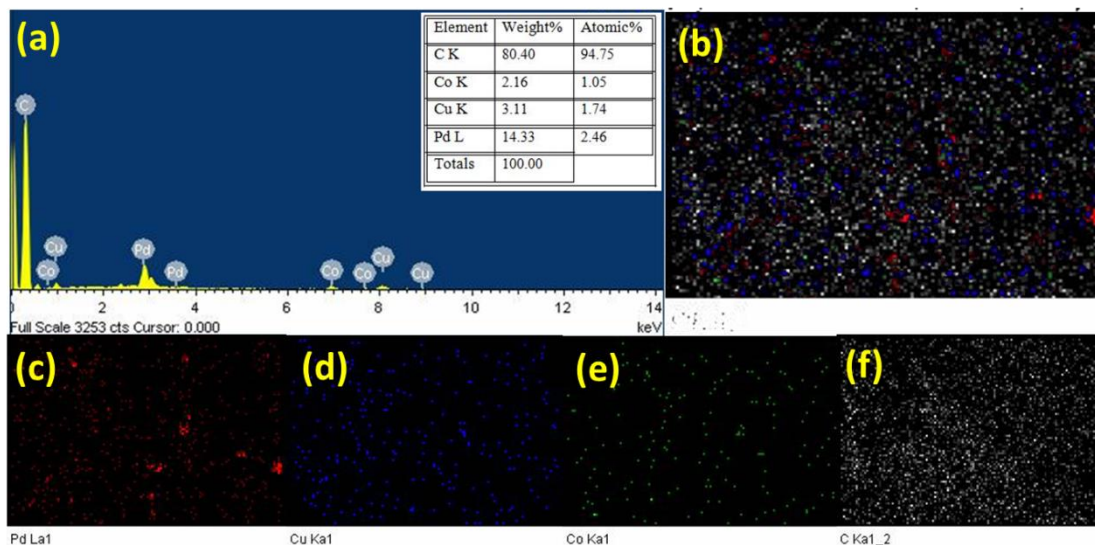 (a)
Element Weight% Atomic%
C K 80.40 94.75
Co K 2.16 1.05
Cu K 3.11 1.74
Pd L 14.33 2.46
Totals 100.00
C
Co
Cu
Pd
Pd
Co
Co
Cu
Cu
0 2 4 6 8 10 12 14
Full Scale 3253 cts Cursor: 0.000 keV
(b)
(c)
(d)
(e)
(f)
Pd La1
Cu Ka1
Co Ka1
C Ka1_2